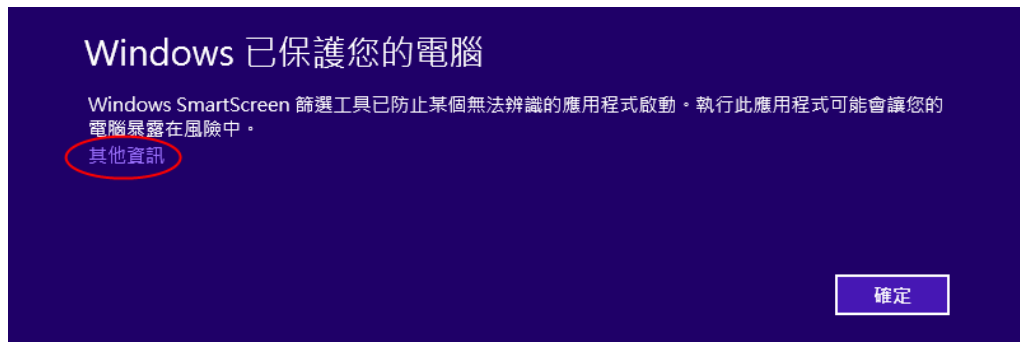 Windows 已保護您的電腦
Windows SmartScreen 篩選工具已防止某個無法辨識的應用程式啟動。執行此應用程式可能會讓您的
電腦暴露在風險中。
其他資訊
確定